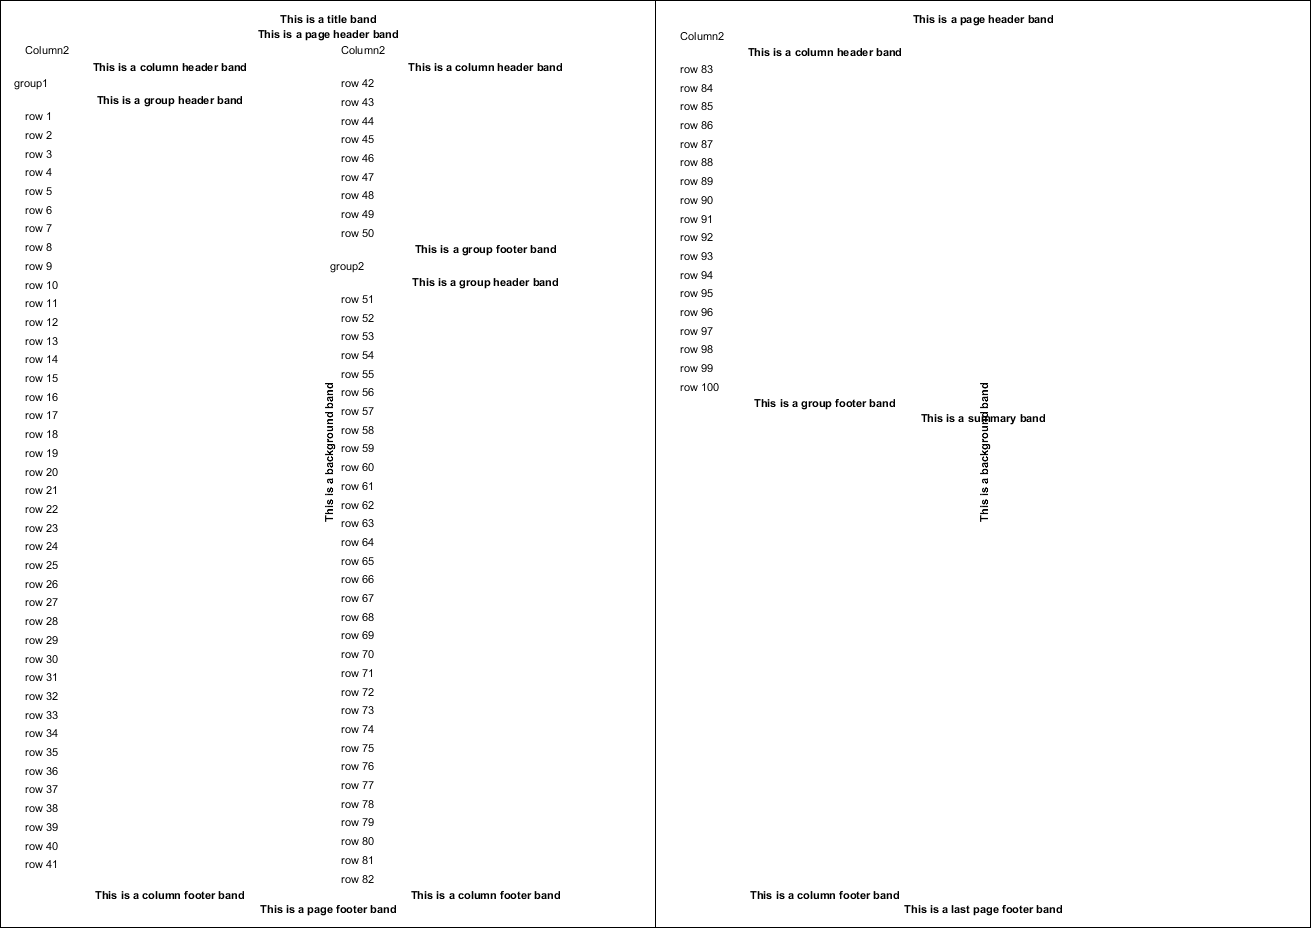 This is a title band
This is a page header band
Column2
This is a column header band
group1
This is a group header band
row 1
row 2
row 3
row 4
row 5
row 6
row 7
row 8
row 9
row 10
row 11
row 12
row 13
row 14
row 15
row 16
row 17
row 18
row 19
row 20
row 21
row 22
row 23
row 24
row 25
row 26
row 27
row 28
row 29
row 30
row 31
row 32
row 33
row 34
row 35
row 36
row 37
row 38
row 39
row 40
row 41
This is a column footer band
This is a background band
Column2
This is a column header band
row 42
row 43
row 44
row 45
row 46
row 47
row 48
row 49
row 50
This is a group footer band
group2
This is a group header band
row 51
row 52
row 53
row 54
row 55
row 56
row 57
row 58
row 59
row 60
row 61
row 62
row 63
row 64
row 65
row 66
row 67
row 68
row 69
row 70
row 71
row 72
row 73
row 74
row 75
row 76
row 77
row 78
row 79
row 80
row 81
row 82
This is a column footer band
This is a page footer band
This is a page header band
Column2
This is a column header band
row 83
row 84
row 85
row 86
row 87
row 88
row 89
row 90
row 91
row 92
row 93
row 94
row 95
row 96
row 97
row 98
row 99
row 100
This is a group footer band
This is a summary band
This is a background band
This is a column footer band
This is a last page footer band